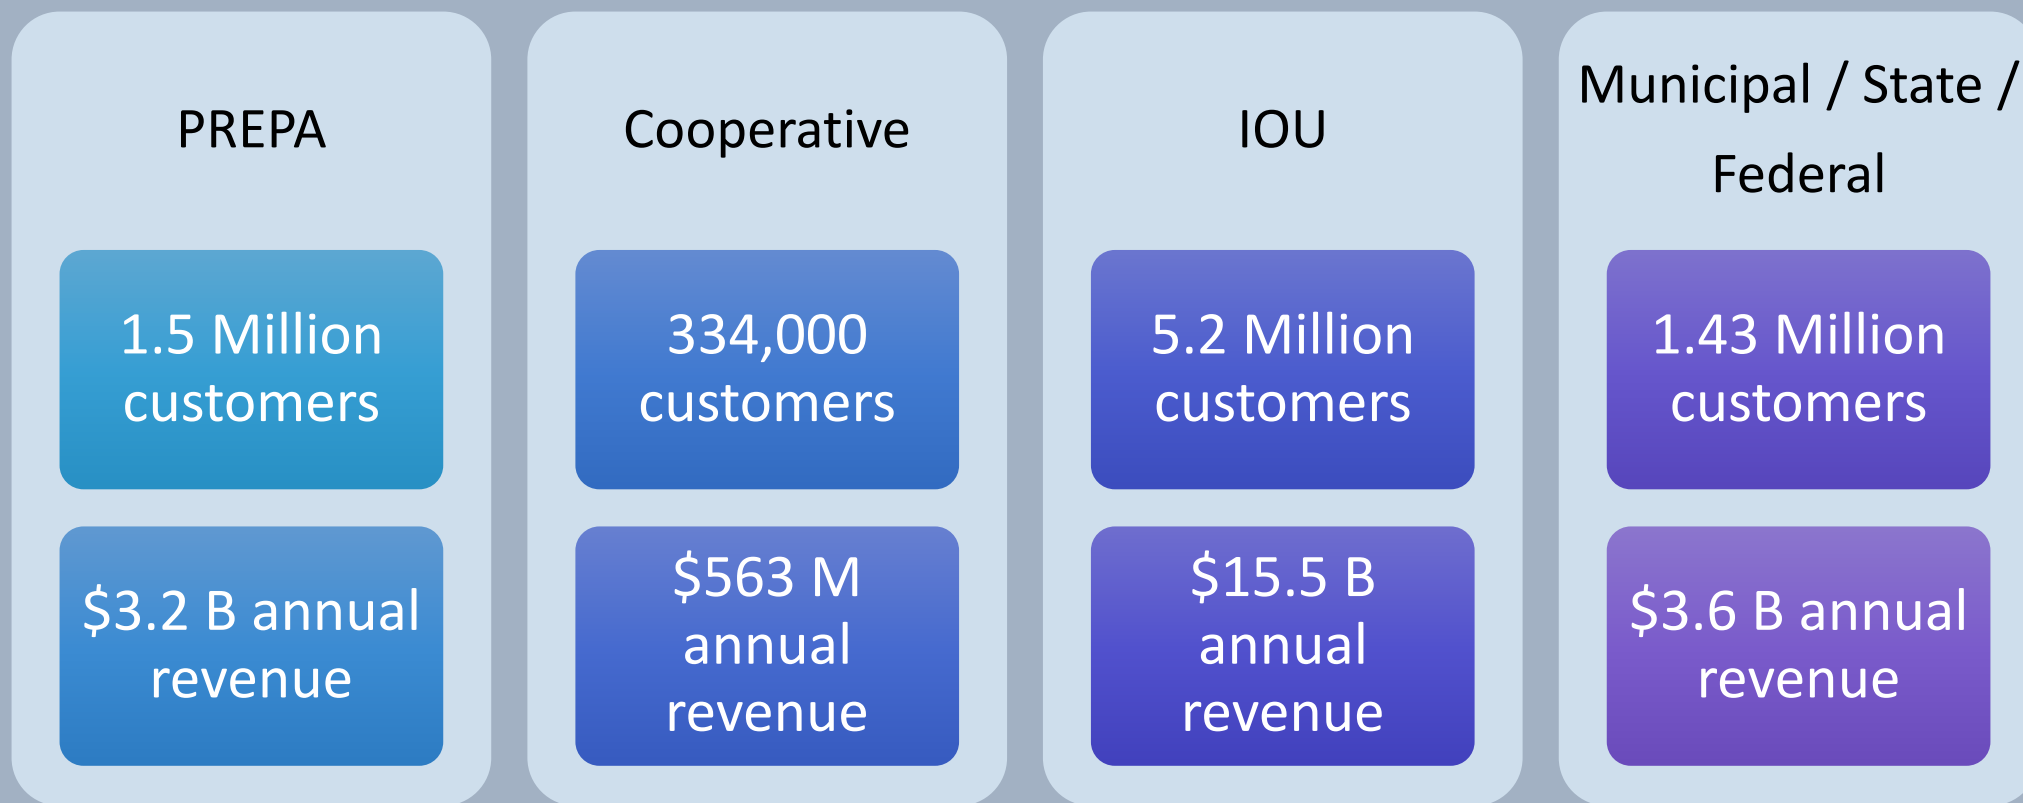 PREPA
1.5 Million
customers
$3.2 B annual
revenue
Cooperative
334,000
customers
$563 M
annual
revenue
IOU
5.2 Million
customers
$15.5 B
annual
revenue
Municipal / State /
Federal
1.43 Million
customers
$3.6 B annual
revenue